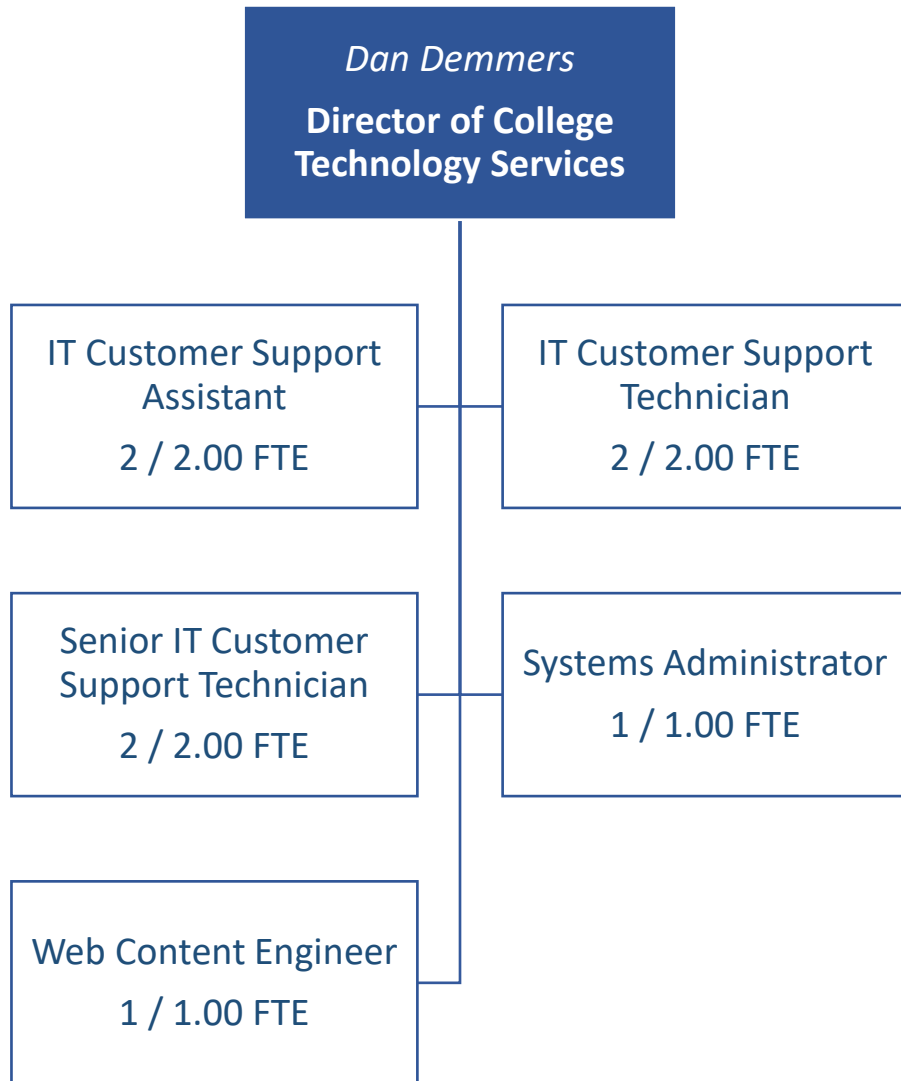 Dan Demmers
Director of College
Technology Services
IT Customer Support
Assistant
2 / 2.00 FTE
IT Customer Support
Technician
2 / 2.00 FTE
Senior IT Customer
Support Technician
2 / 2.00 FTE
Systems Administrator
1 / 1.00 FTE
Web Content Engineer
1 / 1.00 FTE